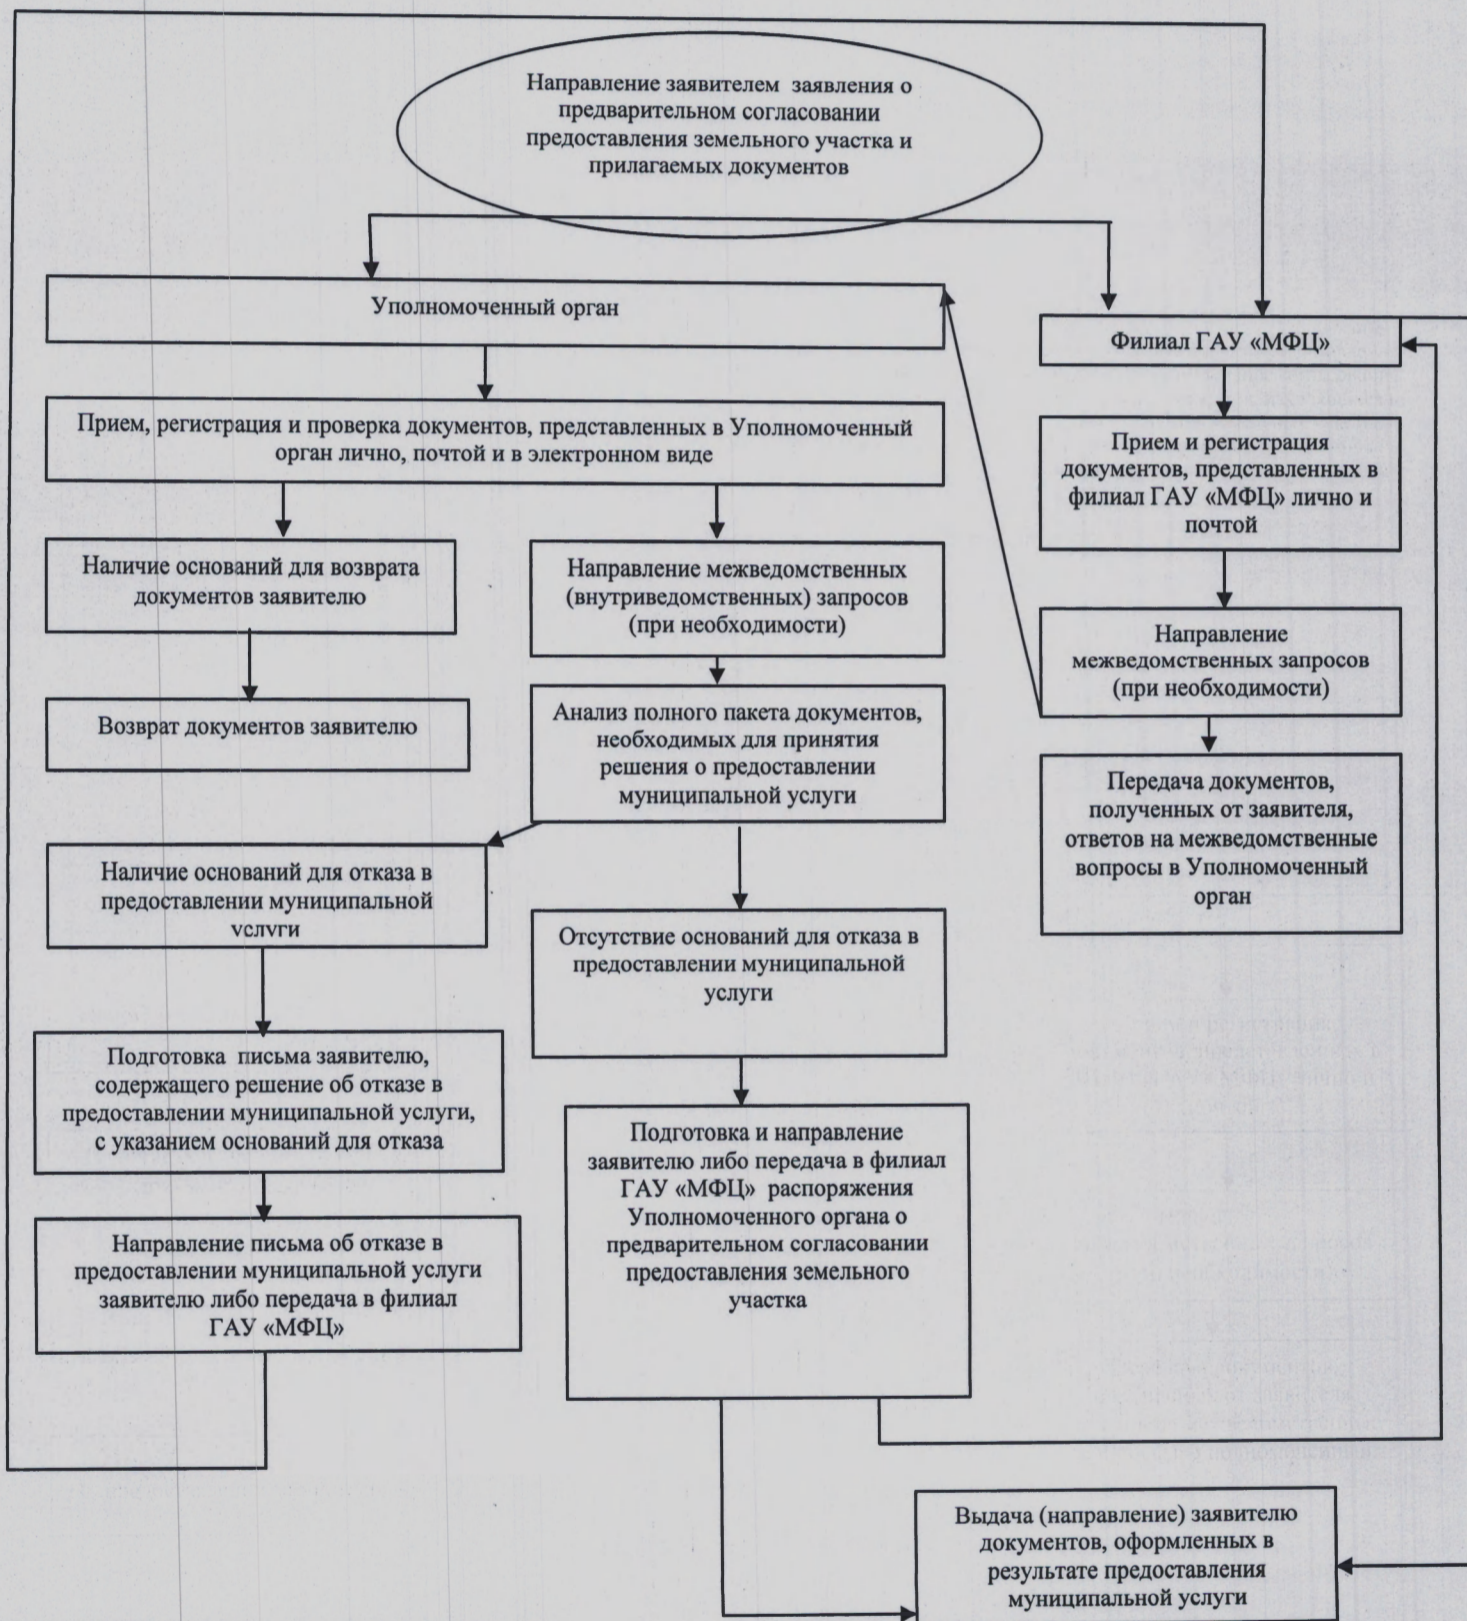 Направление заявителем заявления о
предварительном согласовании
предоставления земельного участка и
прилагаемых документов
Уполномоченный орган
Филиал ГАУ «МФЦ»
Прием, регистрация и проверка документов, представленных в Уполномоченный
орган лично, почтой и в электронном виде
Прием и регистрация
документов, представленных в
филиал ГАУ «МФЦ» лично и
почтой
Наличие оснований для возврата
документов заявителю
Направление межведомственных
(внутриведомственных) запросов
(при необходимости)
Направление
межведомственных запросов
(при необходимости)
Возврат документов заявителю
Анализ полного пакета документов,
необходимых для принятия
решения о предоставлении
муниципальной услуги
Передача документов,
полученных от заявителя,
ответов на межведомственные
вопросы в Уполномоченный
орган
Наличие оснований для отказа в
предоставлении муниципальной
услуги
Отсутствие оснований для отказа в
предоставлении муниципальной
услуги
Подготовка письма заявителю,
содержащего решение об отказе в
предоставлении муниципальной услуги,
с указанием оснований для отказа
Подготовка и направление
заявителю либо передача в филиал
ГАУ «МФЦ» распоряжения
Уполномоченного органа о
предварительном согласовании
предоставления земельного
участка
Направление письма об отказе в
предоставлении муниципальной услуги
заявителю либо передача в филиал
ГАУ «МФЦ»
Выдача (направление) заявителю
документов, оформленных в
результате предоставления
муниципальной услуги